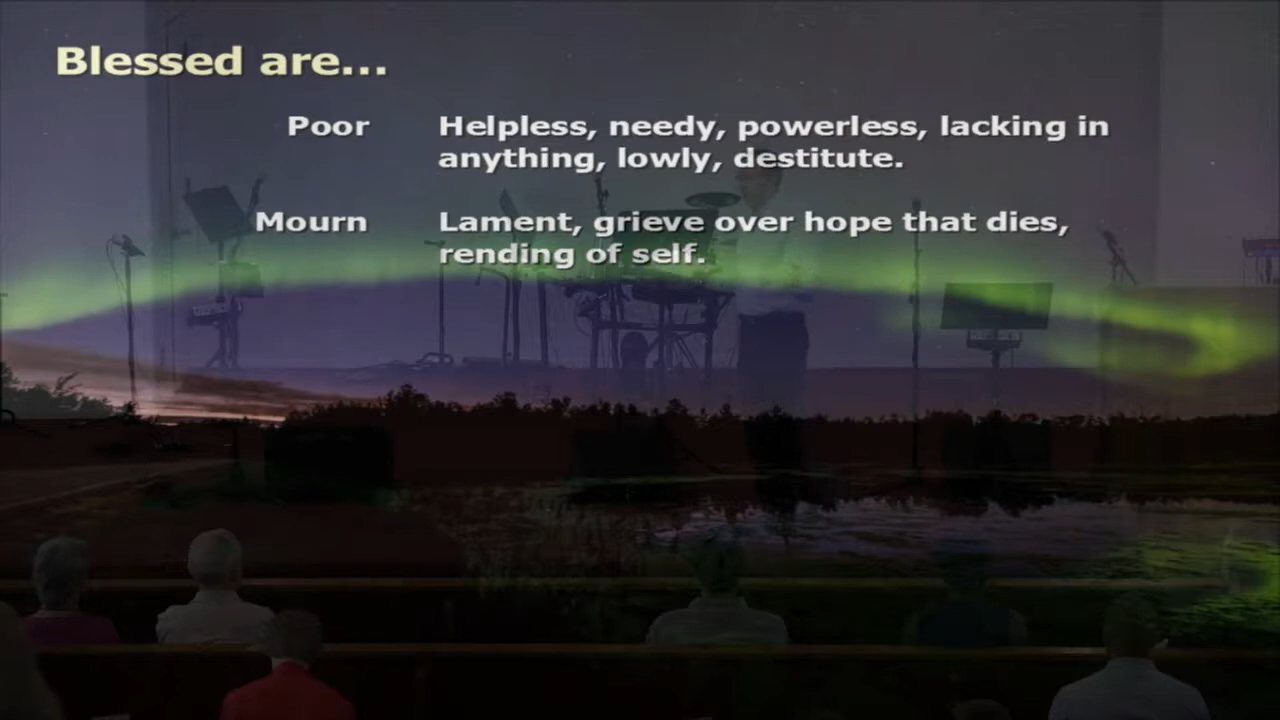 Blessed are...
Poor Helpless, needy, powerless, lacking in
anything, lowly, destitute.
Mourn Lament, grieve over hope that dies,
rending of self.